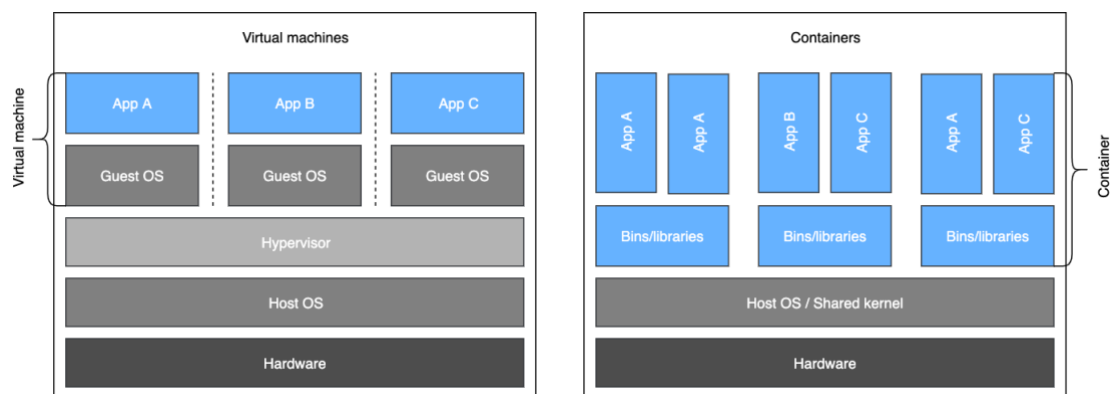 Virtual machines
Virtual machine
App A
App B
App C
Guest OS
Guest OS
Guest OS
Hypervisor
Host OS
Hardware
Containers
App A
App A
App B
App C
App A
App C
Container
Bins/libraries
Bins/libraries
Bins/libraries
Host OS / Shared kernel
Hardware